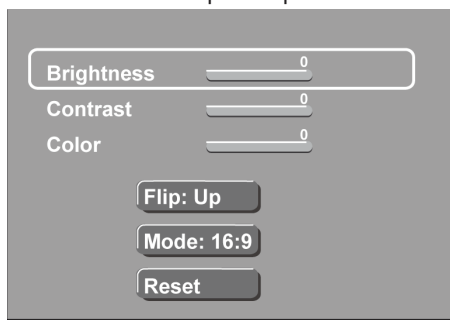 Brightness 0
Contrast 0
Color 0
Flip: Up
Mode: 16:9
Reset